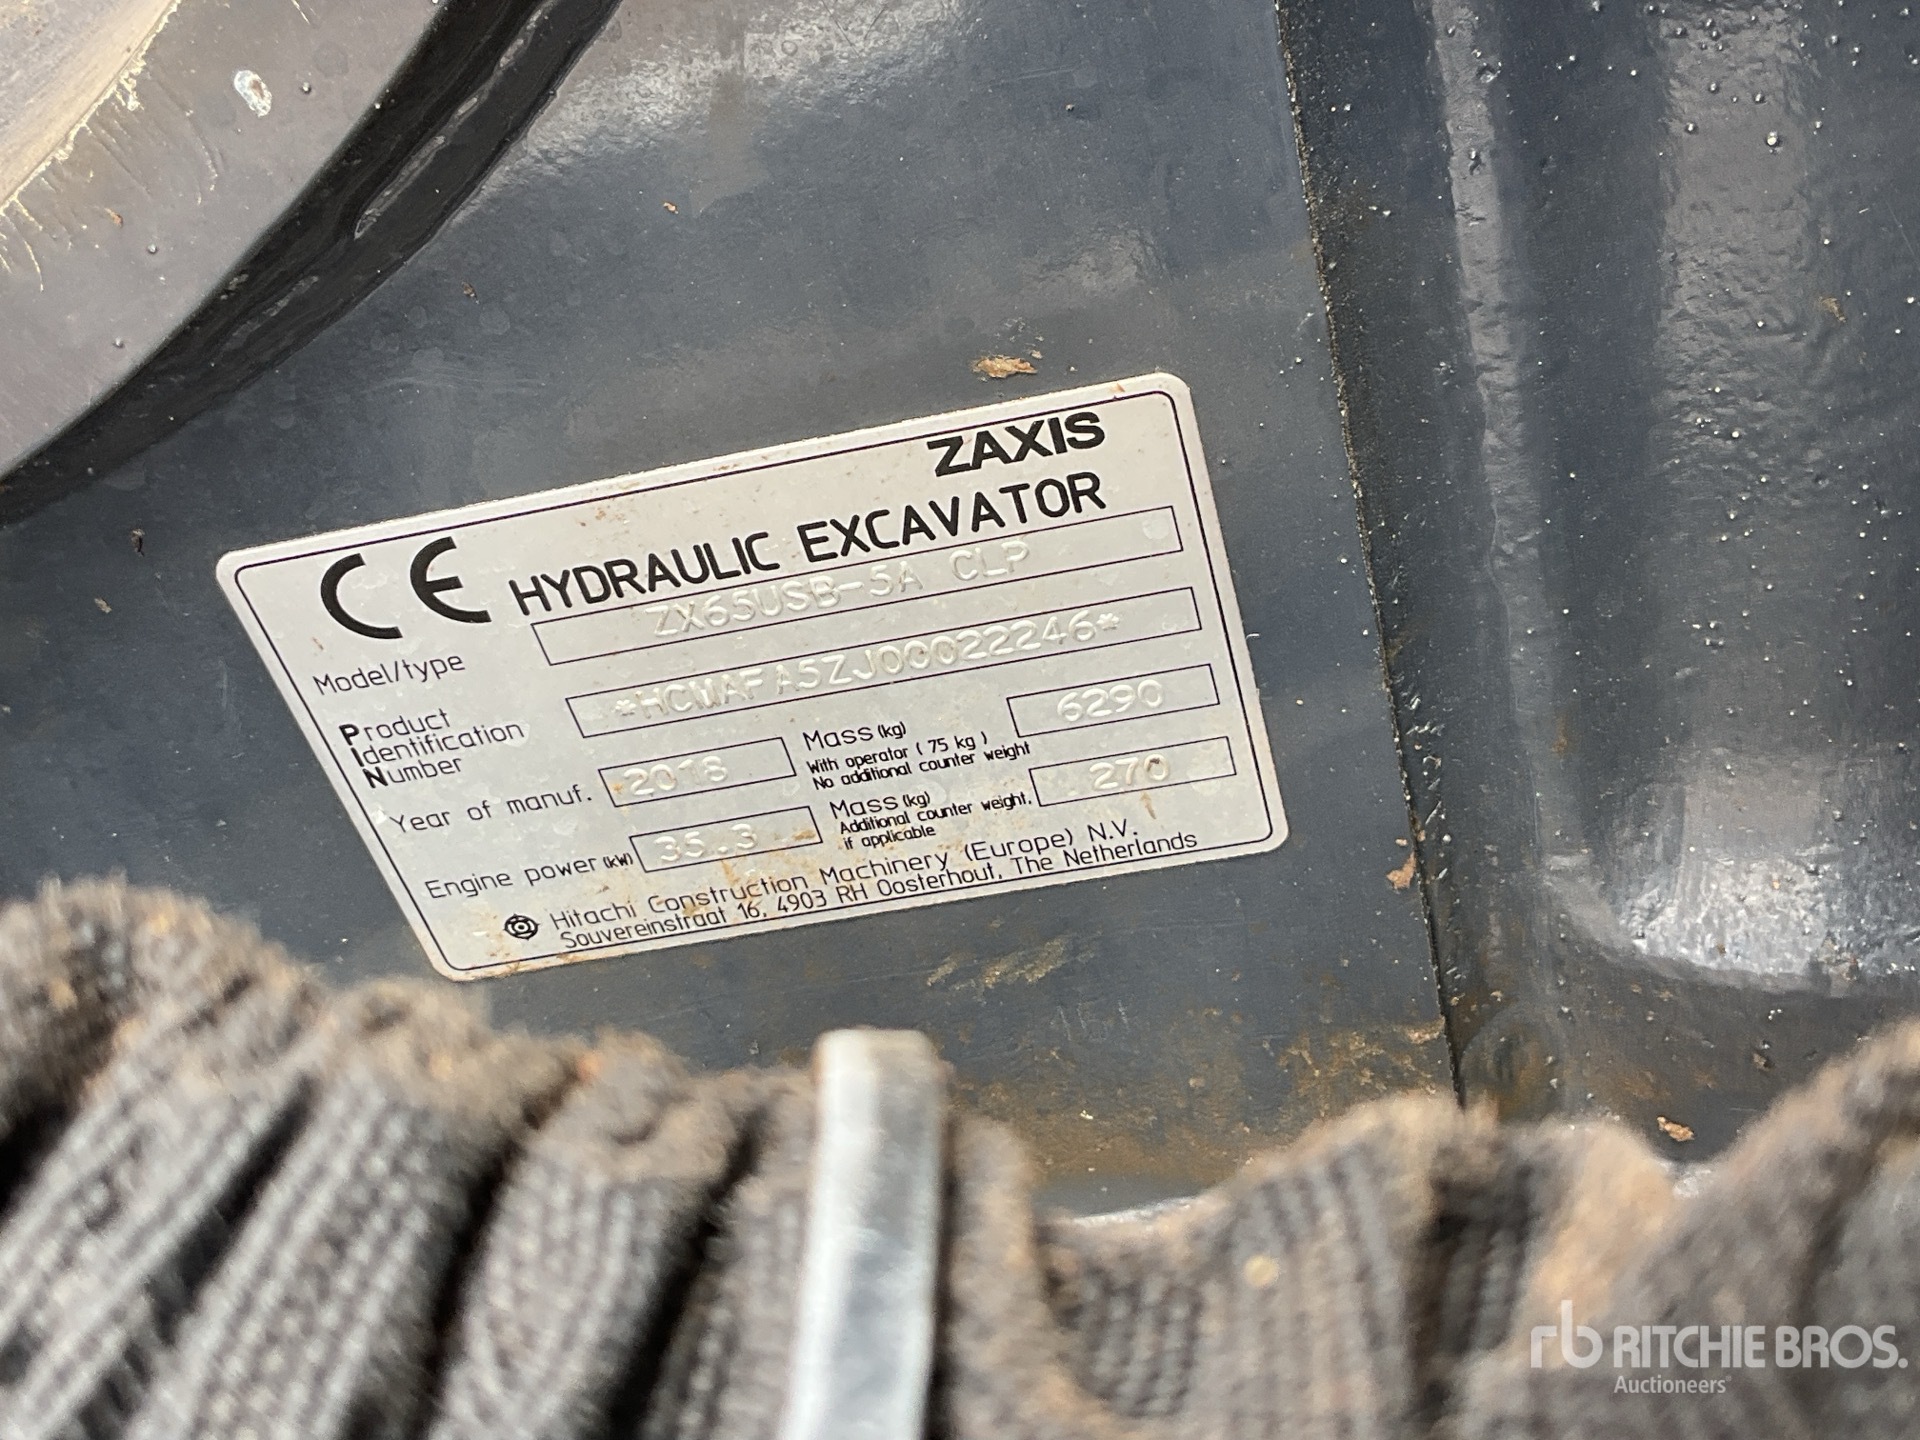 ZAXIS
CE HYDRAULIC EXCAVATOR
Model/type ZX65USB-5A CLP
Product
Identification
Number *HCMAFA5ZJ00022246*
Year of manuf. 2018
Mass (kg)
With operator (75 kg)
No additional counter weight 6290
Engine power (kW) 35.3
Mass (kg)
Additional counter weight,
if applicable 270
Hitachi Construction Machinery (Europe) N.V.
Souvereinstraat 16, 4903 RH Oosterhout, The Netherlands
rb RITCHIE BROS.
Auctioneers